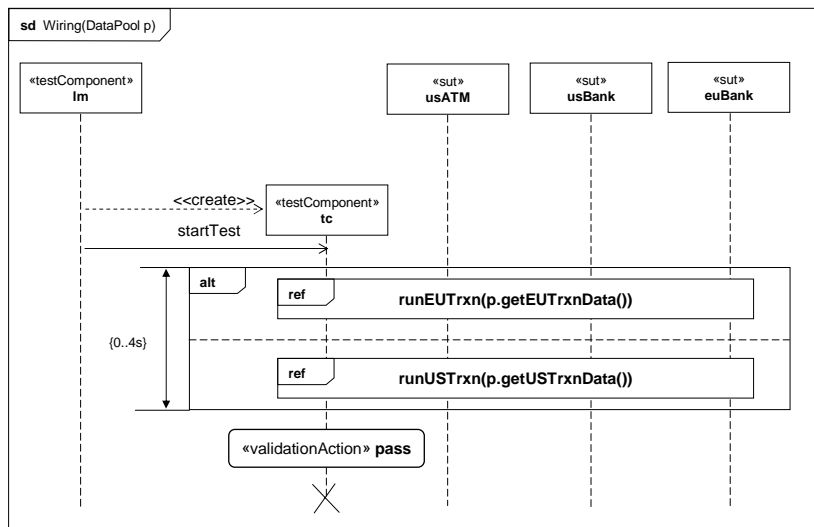 sd Wiring(DataPool p)
«testComponent»
lm
«sut»
usATM
«sut»
usBank
«sut»
euBank
<<create>>
«testComponent»
tc
startTest
alt
ref
runEUTrxn(p.getEUTrxnData())
{0..4s}
ref
runUSTrxn(p.getUSTrxnData())
«validationAction» pass